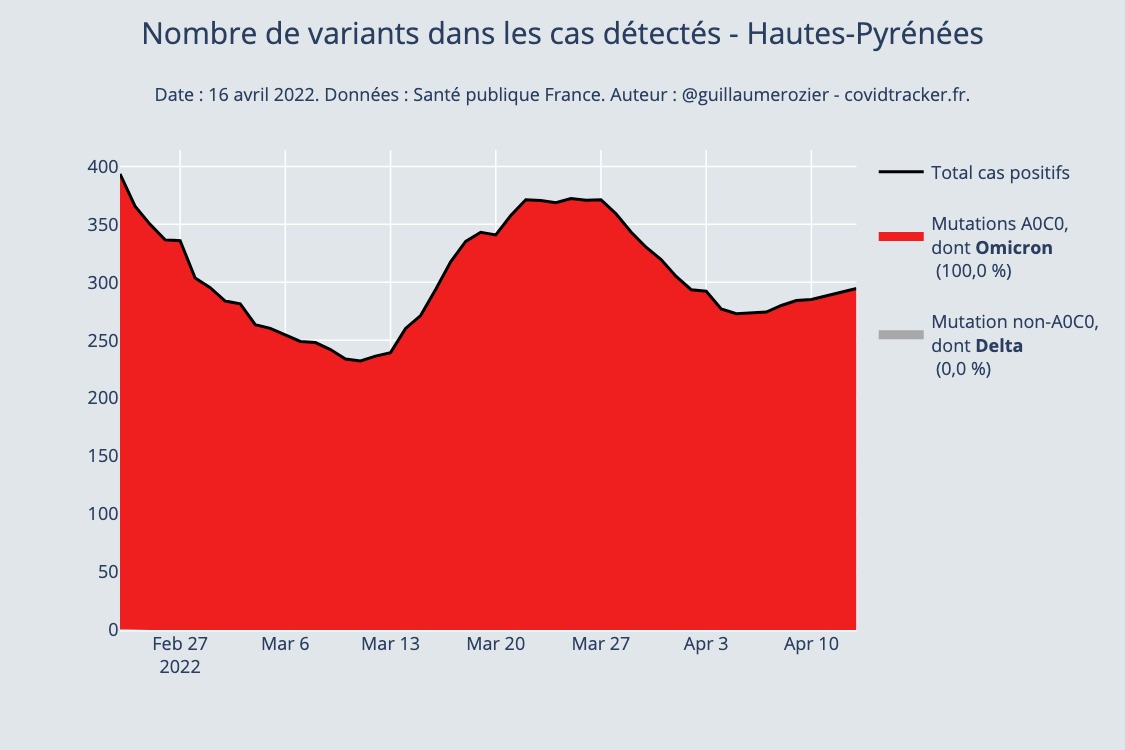 Nombre de variants dans les cas détectés - Hautes-Pyrénées
Date : 16 avril 2022. Données : Santé publique France. Auteur : @guillaumerozier - covidtracker.fr.
400
350
300
250
200
150
100
50
0
Feb 27
2022
Mar 6
Mar 13
Mar 20
Mar 27
Apr 3
Apr 10
Total cas positifs
Mutations A0C0,
dont Omicron
(100,0 %)
Mutation non-A0C0,
dont Delta
(0,0 %)